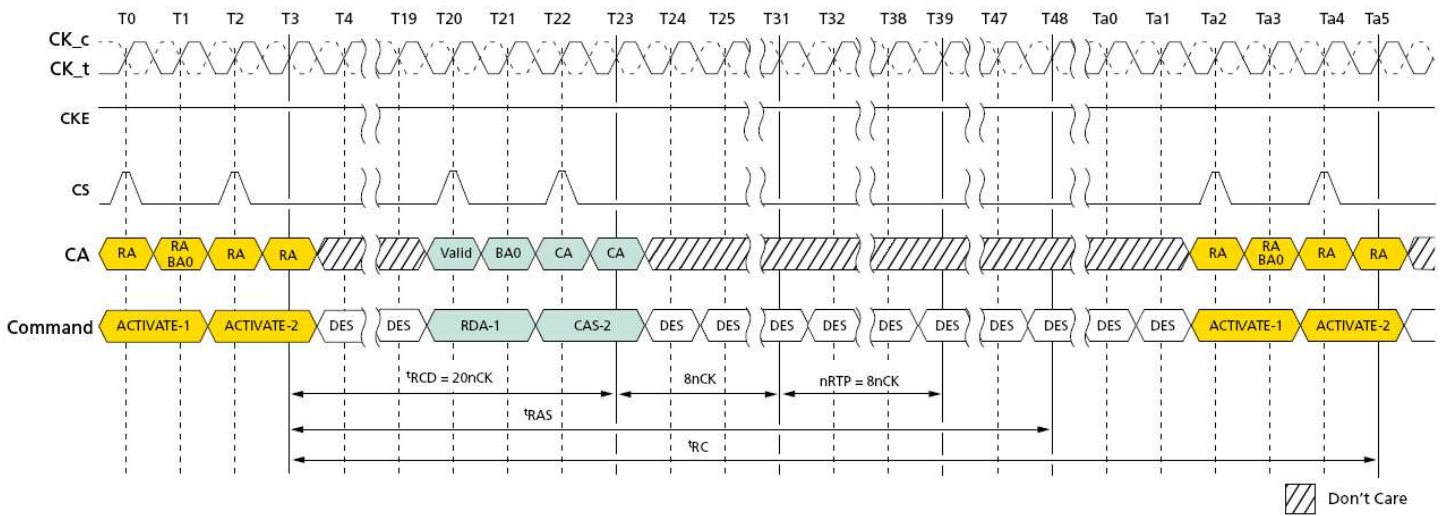 T0 T1 T2 T3 T4 T19 T20 T21 T22 T23 T24 T25 T31 T32 T38 T39 T47 T48 Ta0 Ta1 Ta2 Ta3 Ta4 Ta5
CK_c
CK_t
CKE
CS
CA RA RA BA0 RA RA Valid BA0 CA CA RA RA BA0 RA RA
Command ACTIVATE-1 ACTIVATE-2 DES DES RDA-1 CAS-2 DES DES DES DES DES DES DES DES DES DES ACTIVATE-1 ACTIVATE-2
tRCD = 20nCK 8nCK nRTP = 8nCK
tRAS
tRC
Don't Care